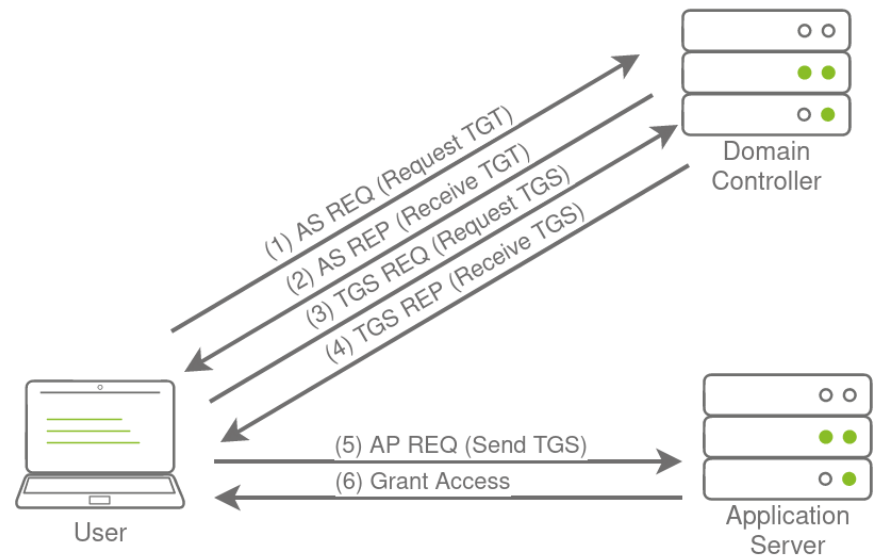 Domain
Controller
(1) AS REQ (Request TGT)
(2) AS REP (Receive TGT)
(3) TGS REQ (Request TGS)
(4) TGS REP (Receive TGS)
(5) AP REQ (Send TGS)
(6) Grant Access
User
Application
Server